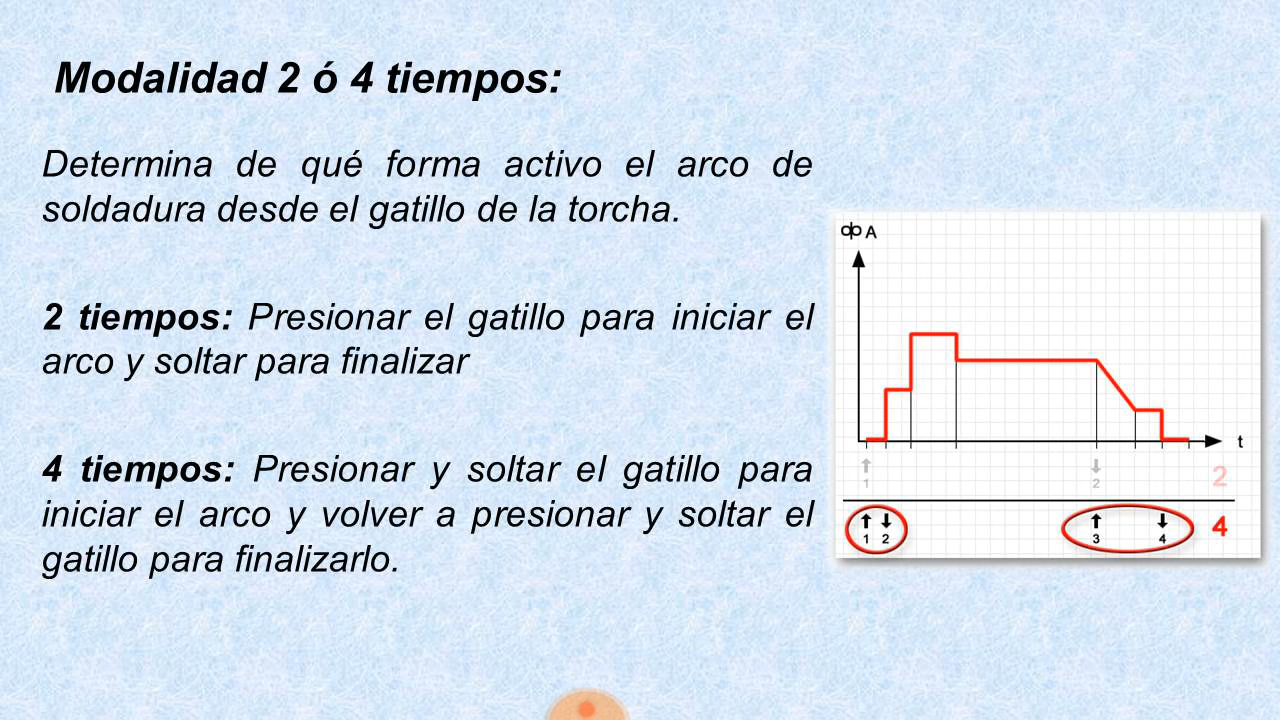 Modalidad 2 ó 4 tiempos:
Determina de qué forma activo el arco de
soldadura desde el gatillo de la torcha.
2 tiempos: Presionar el gatillo para iniciar el
arco y soltar para finalizar
4 tiempos: Presionar y soltar el gatillo para
iniciar el arco y volver a presionar y soltar el
gatillo para finalizarlo.
A
t
1 2 2
1 2 3 4 4